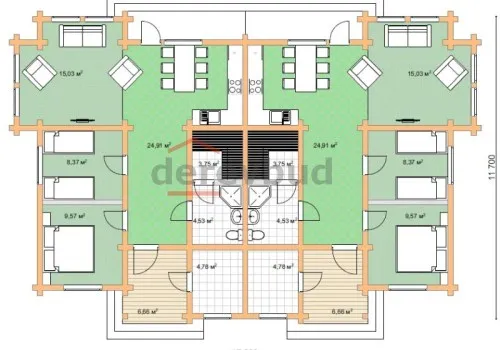 15,03 м²
15,03 м²
24,91 м²
24,91 м²
8,37 м²
3,75 м²
3,75 м²
8,37 м²
derevbud
9,57 м²
4,53 м²
4,53 м²
9,57 м²
4,78 м²
4,78 м²
6,66 м²
6,66 м²
11 700